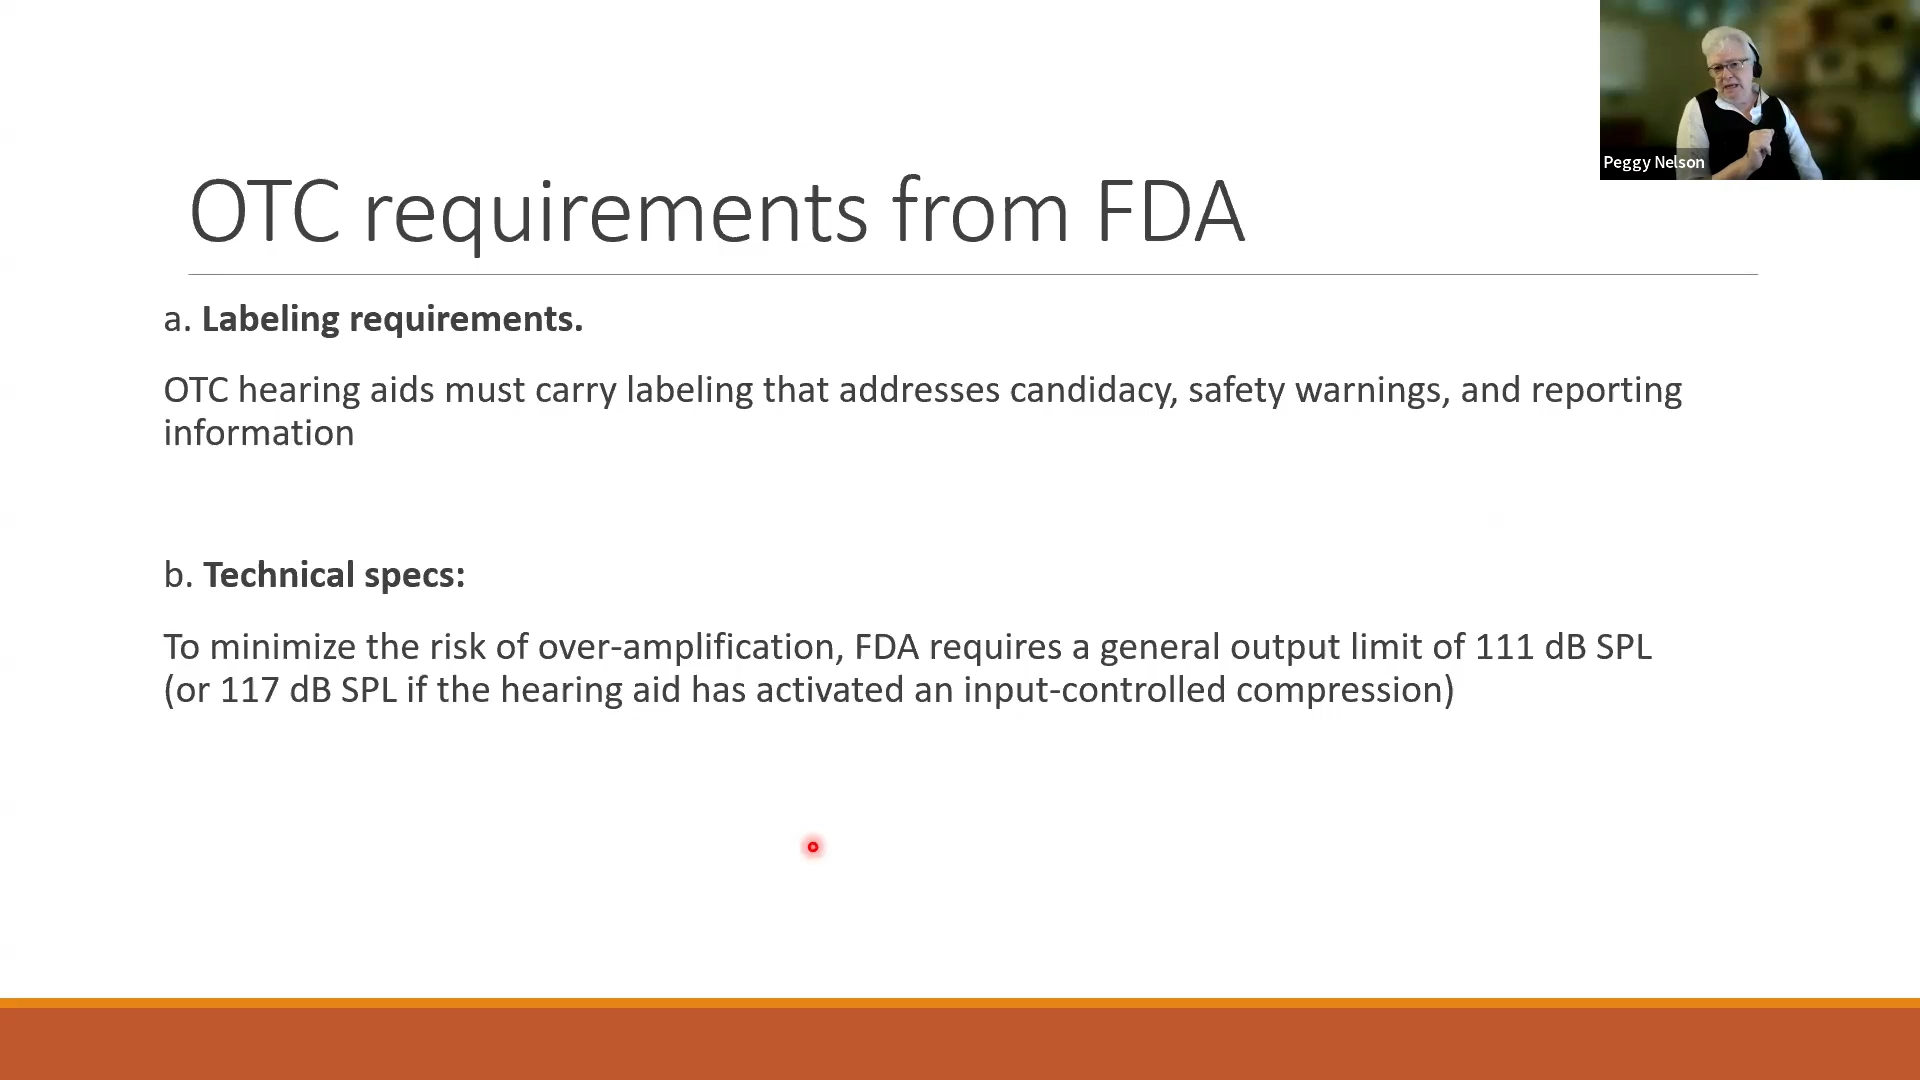 Peggy Nelson
OTC requirements from FDA
a. Labeling requirements.
OTC hearing aids must carry labeling that addresses candidacy, safety warnings, and reporting
information
b. Technical specs:
To minimize the risk of over-amplification, FDA requires a general output limit of 111 dB SPL
(or 117 dB SPL if the hearing aid has activated an input-controlled compression)